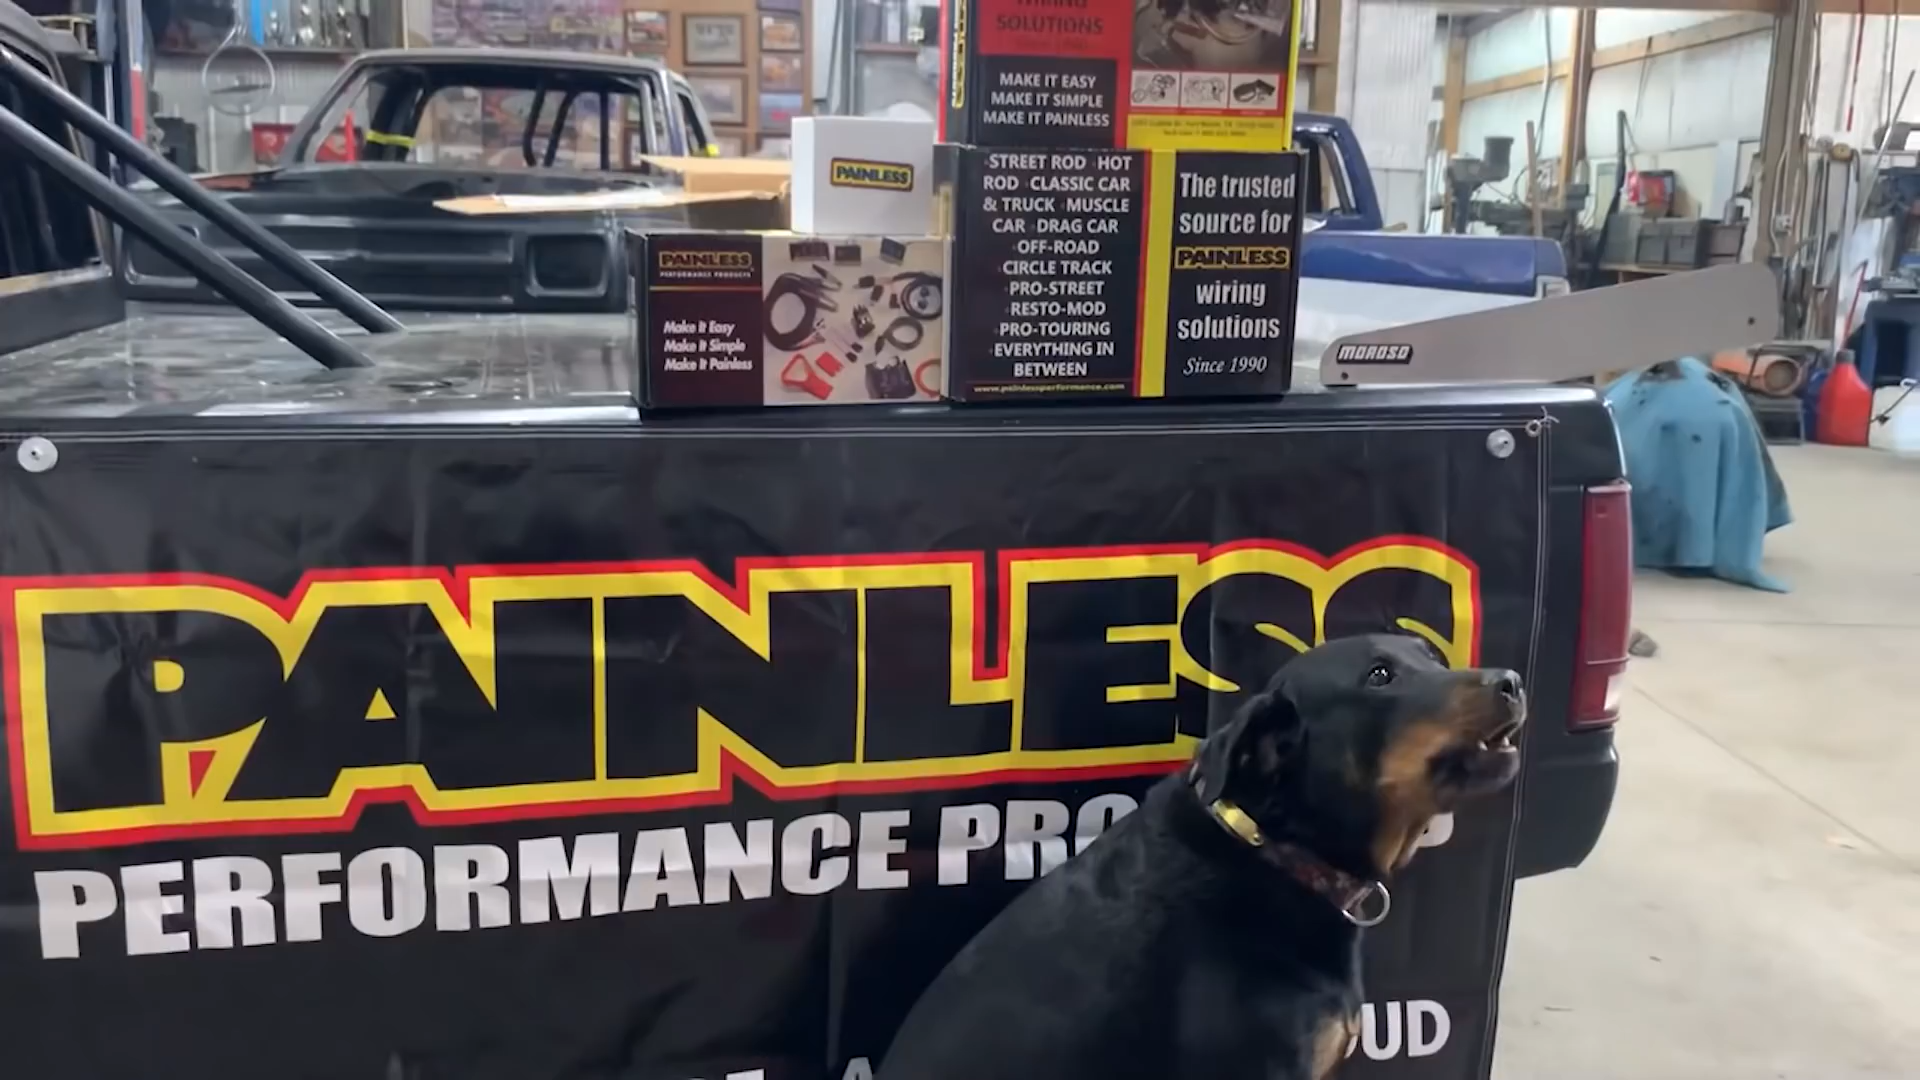 WIRING
SOLUTIONS
MAKE IT EASY
MAKE IT SIMPLE
MAKE IT PAINLESS
PAINLESS
STREET ROD HOT
ROD CLASSIC CAR
& TRUCK MUSCLE
CAR DRAG CAR
OFF-ROAD
CIRCLE TRACK
PRO-STREET
RESTO-MOD
PRO-TOURING
EVERYTHING IN
BETWEEN
www.painlessperformance.com
The trusted
source for
PAINLESS
wiring
solutions
Since 1990
PAINLESS
PERFORMANCE PRODUCTS
Make It Easy
Make It Simple
Make It Painless
MOROSO
PAINLESS
PERFORMANCE PRO S
UD